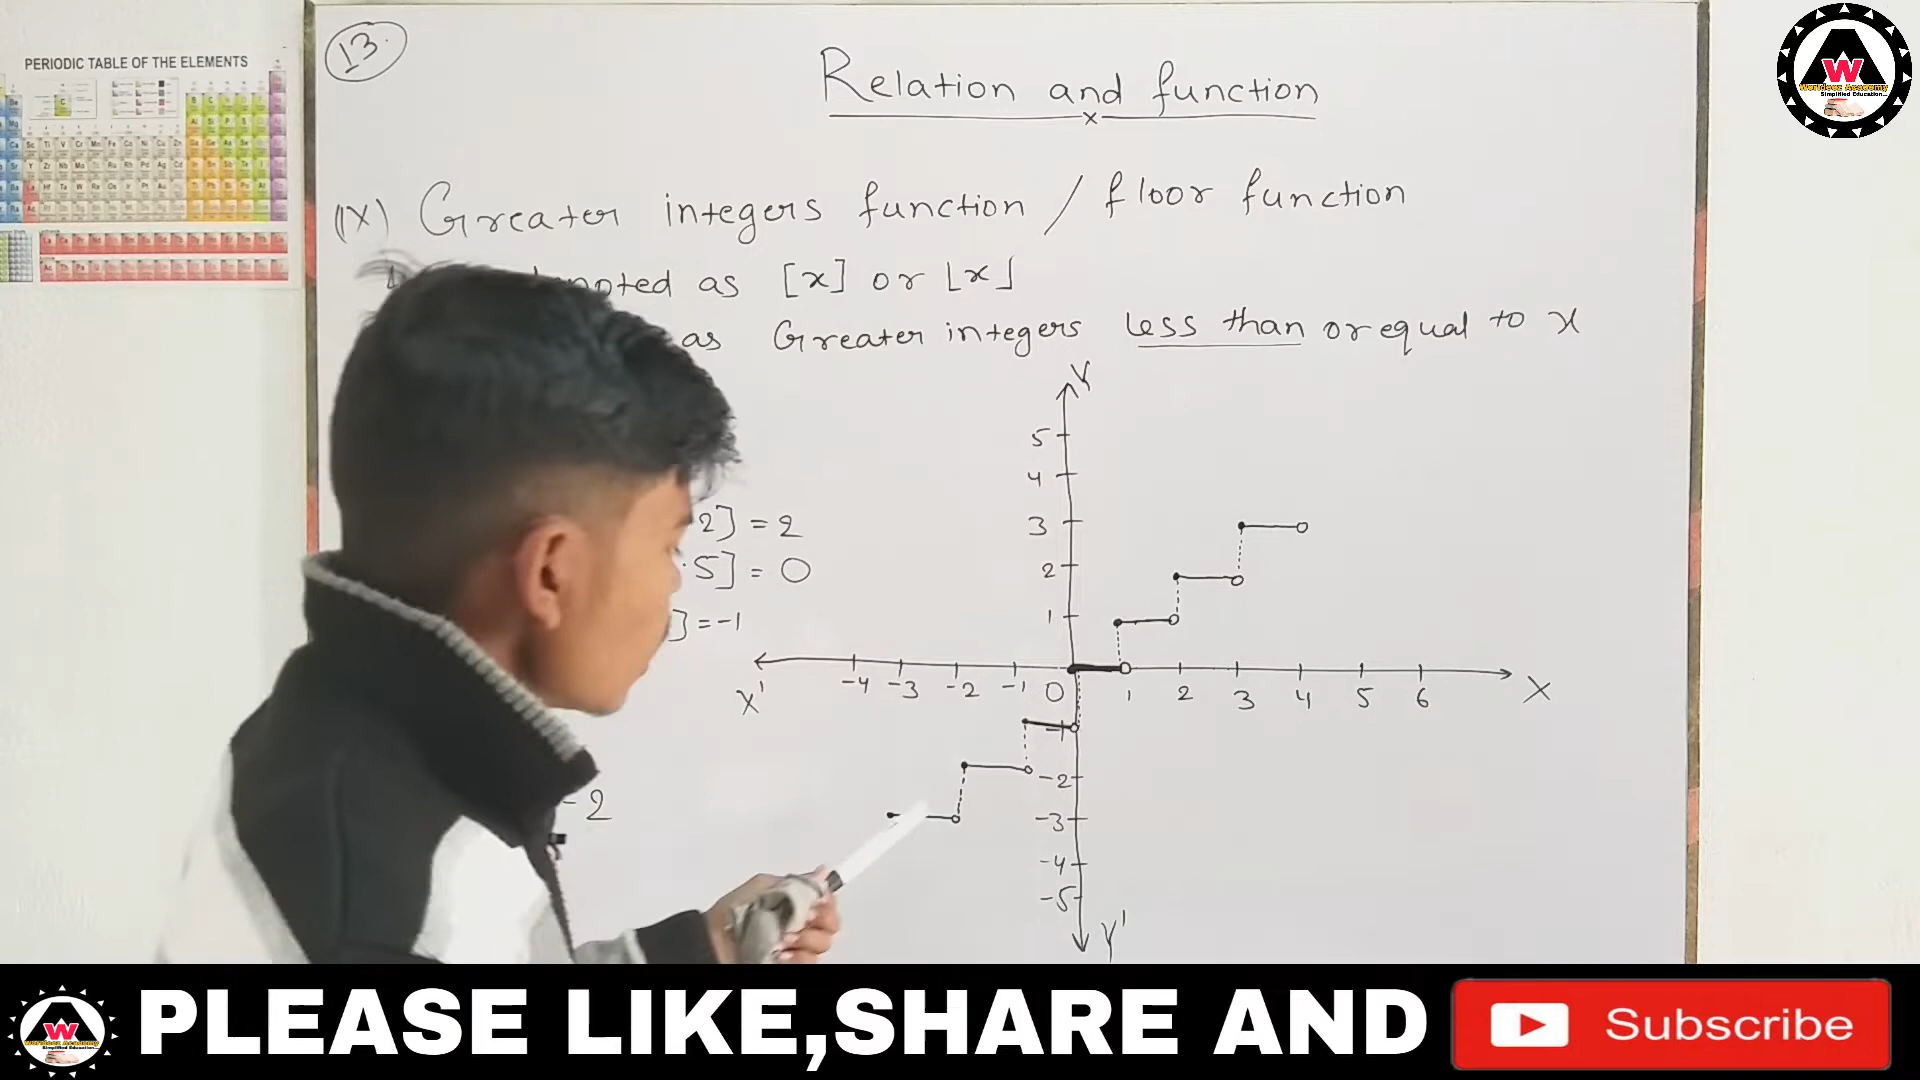 13.
PERIODIC TABLE OF THE ELEMENTS
Relation and function
x
(IX) Greater integers function / floor function
denoted as [x] or ⌊x⌋
as Greater integers less than or equal to x
Y
5
4
3
2
1
2] = 2
.5] = 0
] = -1
-2
X'
-4 -3 -2 -1 0 1 2 3 4 5 6
X
-1
-2
-3
-4
-5
Y'
W
Simplified Education...
PLEASE LIKE,SHARE AND
Subscribe